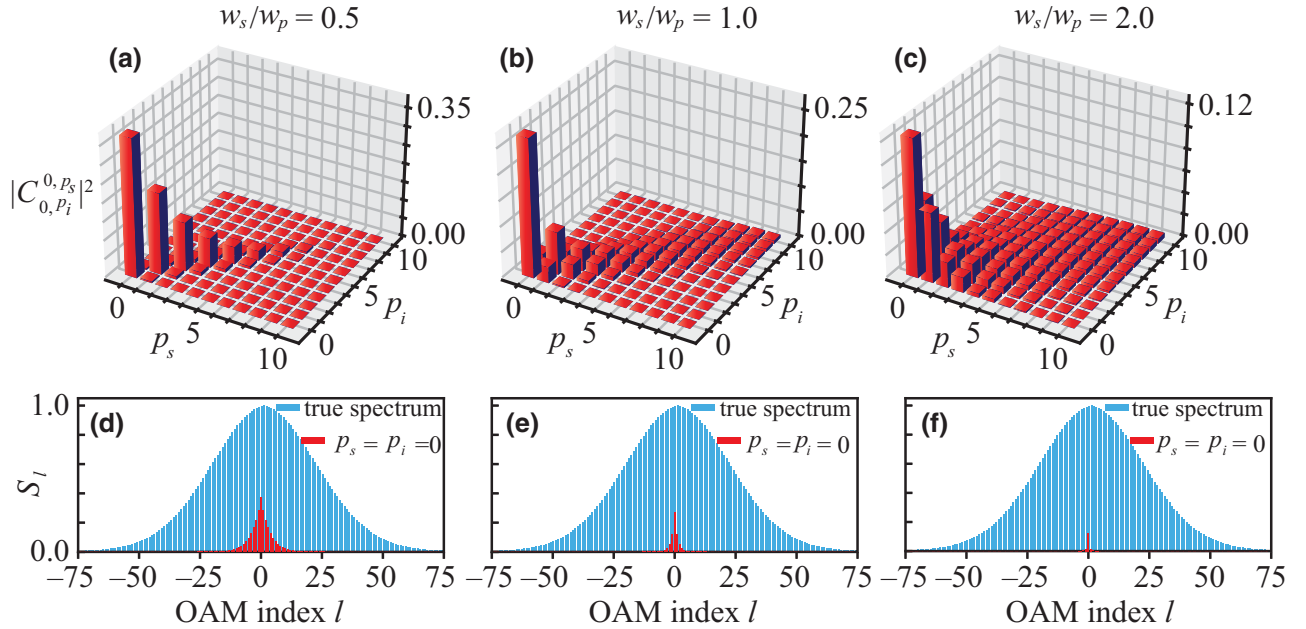 w_s/w_p = 0.5
w_s/w_p = 1.0
w_s/w_p = 2.0
(a)
0.35
0.00
|C^{0, p_s}_{0, p_i}|^2
0
5
10
p_s
0
5
10
p_i
(b)
0.25
0.00
0
5
10
p_s
0
5
10
p_i
(c)
0.12
0.00
0
5
10
p_s
0
5
10
p_i
(d)
true spectrum
p_s = p_i =0
1.0
0.0
S_l
−75 −50 −25 0 25 50 75
OAM index l
(e)
true spectrum
p_s = p_i = 0
−75 −50 −25 0 25 50 75
OAM index l
(f)
true spectrum
p_s = p_i = 0
−75 −50 −25 0 25 50 75
OAM index l